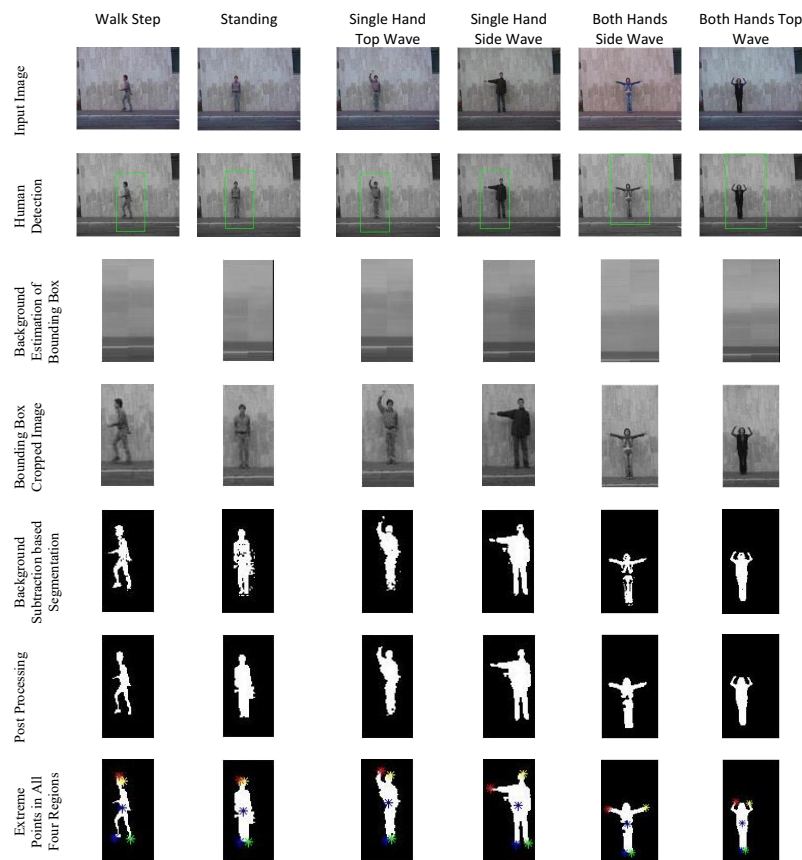 Walk Step
Standing
Single Hand
Top Wave
Single Hand
Side Wave
Both Hands
Side Wave
Both Hands Top
Wave
Input Image
Human
Detection
Background
Estimation of
Bounding Box
Bounding Box
Cropped Image
Background
Subtraction based
Segmentation
Post Processing
Extreme
Points in All
Four Regions